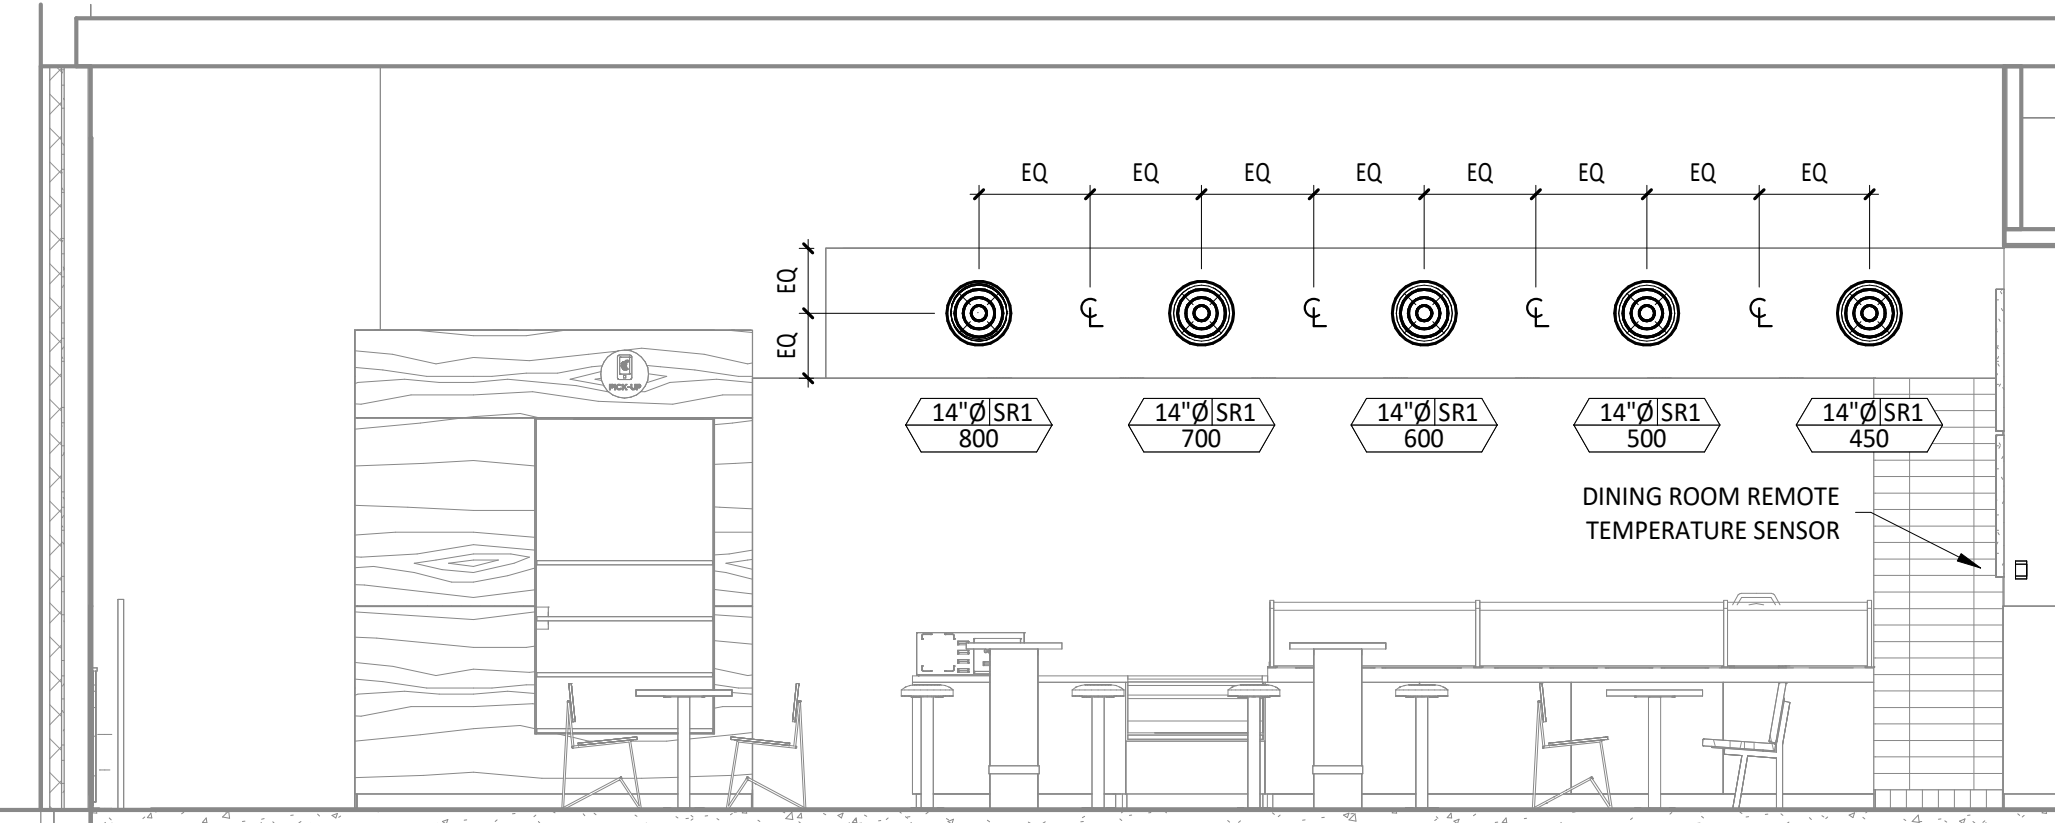 EQ EQ EQ EQ EQ EQ EQ EQ
EQ
℄ ℄ ℄ ℄
EQ
PICK-UP
14"Ø SR1 14"Ø SR1 14"Ø SR1 14"Ø SR1 14"Ø SR1
800 700 600 500 450
DINING ROOM REMOTE
TEMPERATURE SENSOR